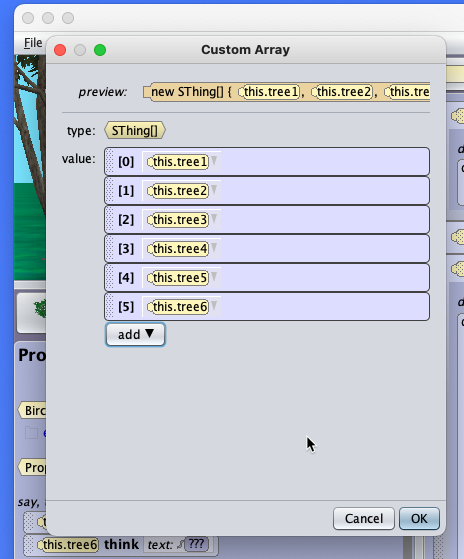 Custom Array
File
preview: new SThing[] { this.tree1, this.tree2, this.tre
type: SThing[]
value: [0] this.tree1
[1] this.tree2
[2] this.tree3
[3] this.tree4
[4] this.tree5
[5] this.tree6
add
Pro
Birc
Prop
say,
Cancel OK
this.tree6 think text: ???